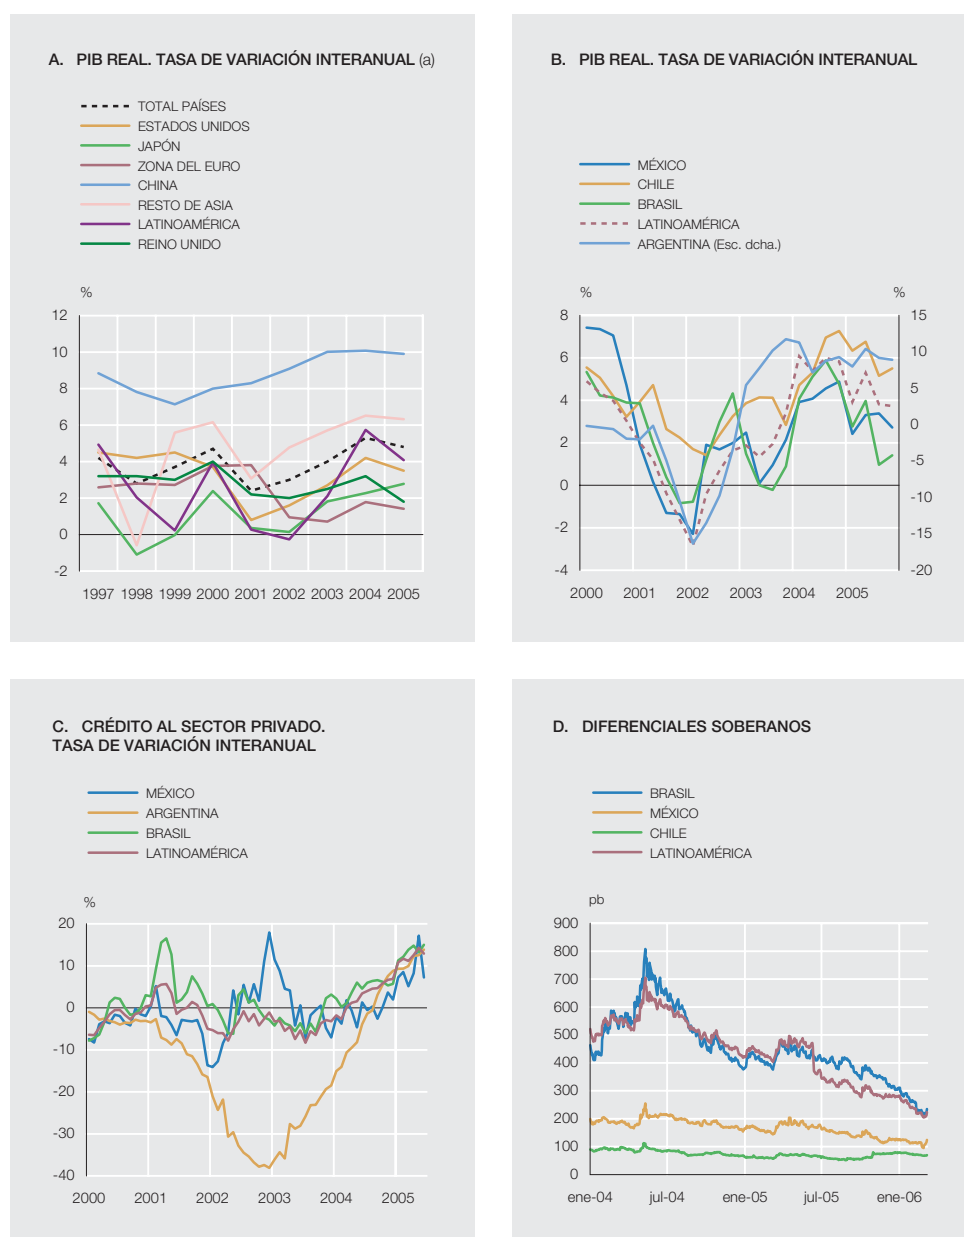 A. PIB REAL. TASA DE VARIACIÓN INTERANUAL (a)
TOTAL PAÍSES
ESTADOS UNIDOS
JAPÓN
ZONA DEL EURO
CHINA
RESTO DE ASIA
LATINOAMÉRICA
REINO UNIDO
%
12
10
8
6
4
2
0
-2
1997 1998 1999 2000 2001 2002 2003 2004 2005
B. PIB REAL. TASA DE VARIACIÓN INTERANUAL
MÉXICO
CHILE
BRASIL
LATINOAMÉRICA
ARGENTINA (Esc. dcha.)
% %
8 15
6 10
4 5
2 0
0 -5
-2 -10
-4 -15
-20
2000 2001 2002 2003 2004 2005
C. CRÉDITO AL SECTOR PRIVADO.
TASA DE VARIACIÓN INTERANUAL
MÉXICO
ARGENTINA
BRASIL
LATINOAMÉRICA
%
20
10
0
-10
-20
-30
-40
2000 2001 2002 2003 2004 2005
D. DIFERENCIALES SOBERANOS
BRASIL
MÉXICO
CHILE
LATINOAMÉRICA
pb
900
800
700
600
500
400
300
200
100
0
ene-04 jul-04 ene-05 jul-05 ene-06